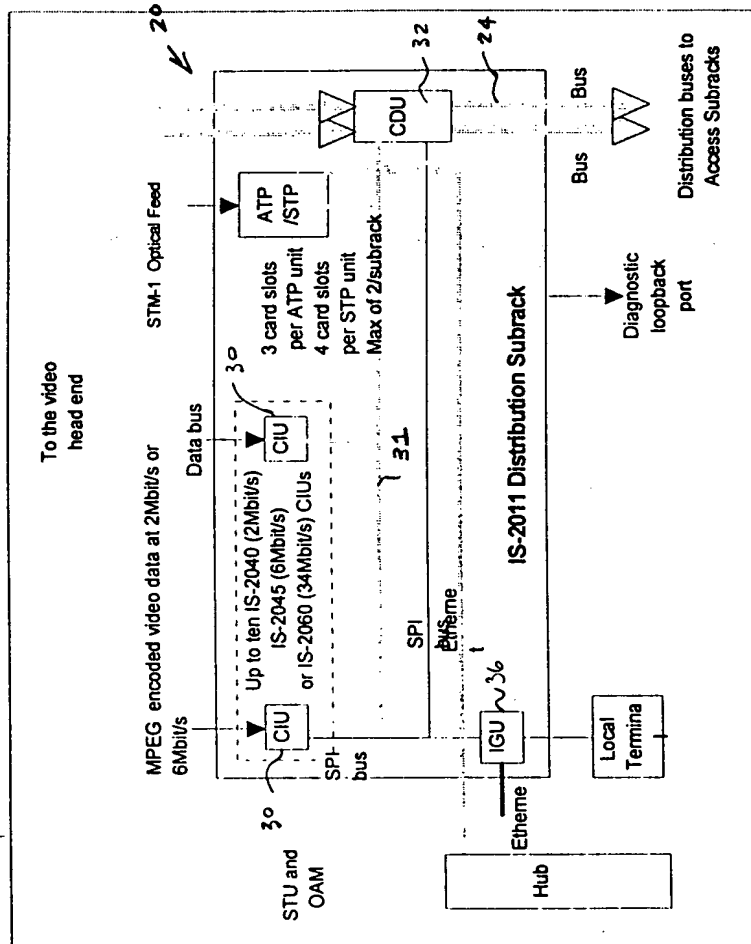 To the video
head end
MPEG encoded video data at 2Mbit/s or
6Mbit/s
Data bus
STM-1 Optical Feed
20
STU and
OAM
30
CIU
Up to ten IS-2040 (2Mbit/s)
IS-2045 (6Mbit/s)
or IS-2060 (34Mbit/s) CIUs
CIU
30
ATP
/STP
3 card slots
per ATP unit
4 card slots
per STP unit
Max of 2/subrack
CDU
32
SPI
bus
31
SPI
bus
Etherne
t
24
Bus
Bus
Hub
Etherne
IGU
36
IS-2011 Distribution Subrack
Local
Termina
Diagnostic
loopback
port
Distribution buses to
Access Subracks